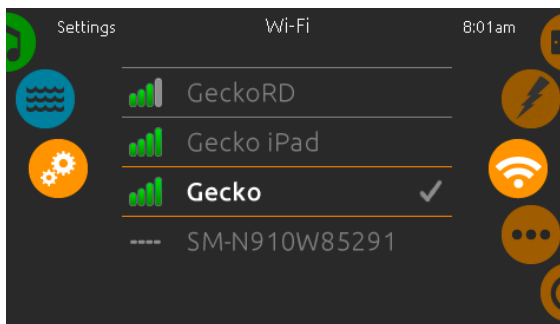 Settings Wi-Fi 8:01am
GeckoRD
Gecko iPad
Gecko
SM-N910W85291